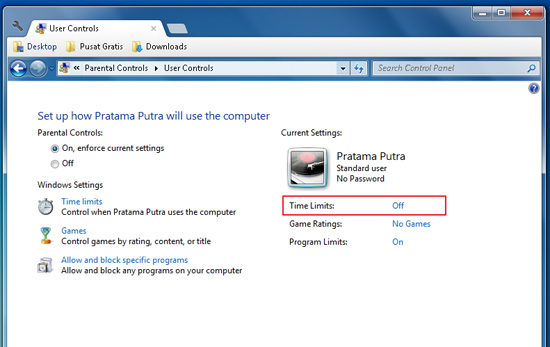 User Controls
Desktop Pusat Gratis Downloads
« Parental Controls User Controls
Search Control Panel
Set up how Pratama Putra will use the computer
Parental Controls:
On, enforce current settings
Off
Windows Settings
Time limits
Control when Pratama Putra uses the computer
Games
Control games by rating, content, or title
Allow and block specific programs
Allow and block any programs on your computer
Current Settings:
Pratama Putra
Standard user
No Password
Time Limits: Off
Game Ratings: No Games
Program Limits: On